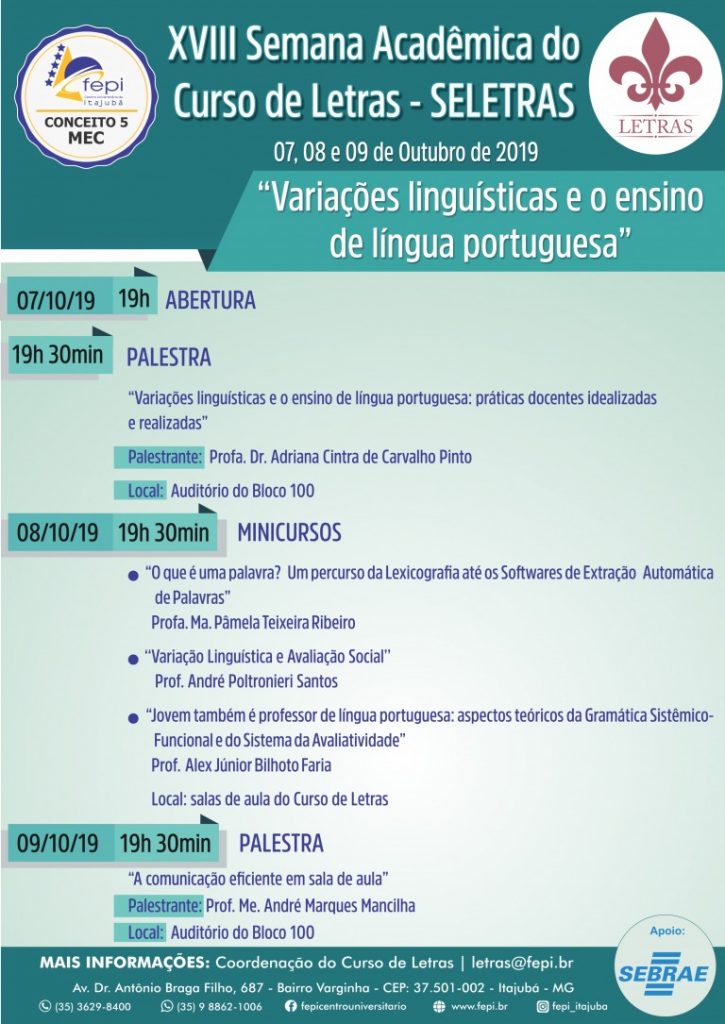 fepi
Itajubá
CONCEITO 5
MEC
XVIII Semana Acadêmica do
Curso de Letras - SELETRAS
07, 08 e 09 de Outubro de 2019
LETRAS
“Variações linguísticas e o ensino
de língua portuguesa”
07/10/19 19h ABERTURA
19h 30min PALESTRA
“Variações linguísticas e o ensino de língua portuguesa: práticas docentes idealizadas
e realizadas”
Palestrante: Profa. Dr. Adriana Cintra de Carvalho Pinto
Local: Auditório do Bloco 100
08/10/19 19h 30min MINICURSOS
“O que é uma palavra? Um percurso da Lexicografia até os Softwares de Extração Automática
de Palavras”
Profa. Ma. Pâmela Teixeira Ribeiro
“Variação Linguística e Avaliação Social”
Prof. André Poltronieri Santos
“Jovem também é professor de língua portuguesa: aspectos teóricos da Gramática Sistêmico-
Funcional e do Sistema da Avaliatividade”
Prof. Alex Júnior Bilhoto Faria
Local: salas de aula do Curso de Letras
09/10/19 19h 30min PALESTRA
“A comunicação eficiente em sala de aula”
Palestrante: Prof. Me. André Marques Mancilha
Local: Auditório do Bloco 100
Apoio:
SEBRAE
MAIS INFORMAÇÕES: Coordenação do Curso de Letras | letras@fepi.br
Av. Dr. Antônio Braga Filho, 687 - Bairro Varginha - CEP: 37.501-002 - Itajubá - MG
(35) 3629-8400 (35) 9 8862-1006 fepicentrouniversitario www.fepi.br fepi_itajuba